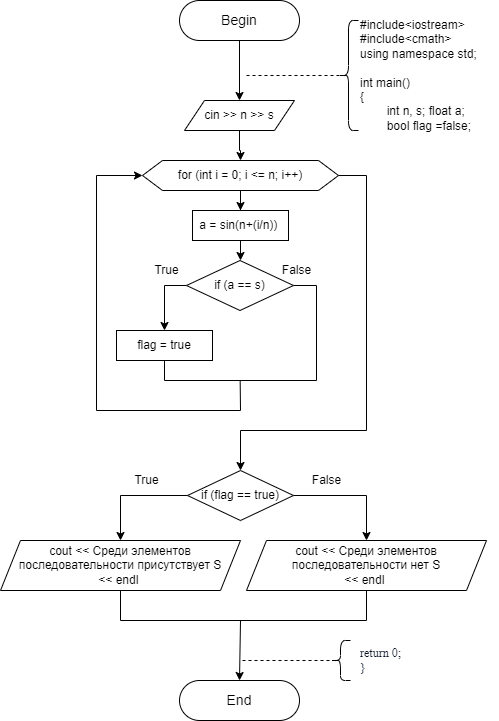 Begin
#include<iostream>
#include<cmath>
using namespace std;
int main()
{
int n, s; float a;
bool flag =false;
cin >> n >> s
for (int i = 0; i <= n; i++)
a = sin(n+(i/n))
True
False
if (a == s)
flag = true
True
False
if (flag == true)
cout << Среди элементов
последовательности присутствует S
<< endl
cout << Среди элементов
последовательности нет S
<< endl
return 0;
}
End